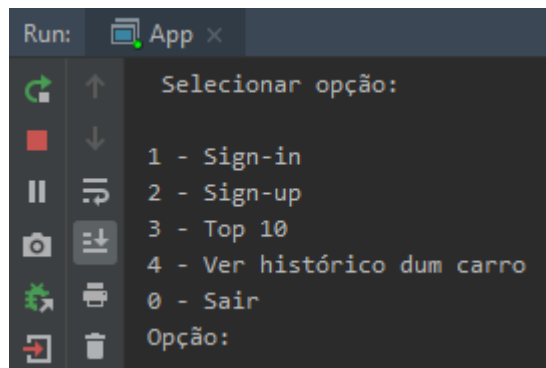 Run: App
Selecionar opção:
1 - Sign-in
2 - Sign-up
3 - Top 10
4 - Ver histórico dum carro
0 - Sair
Opção: